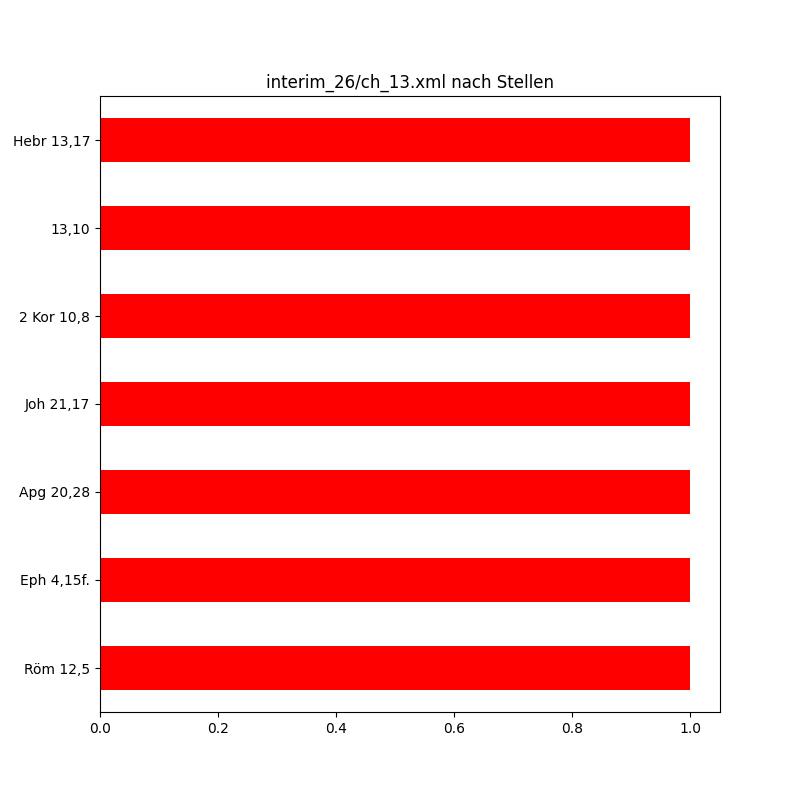 interim_26/ch_13.xml nach Stellen
Hebr 13,17
13,10
2 Kor 10,8
Joh 21,17
Apg 20,28
Eph 4,15f.
Röm 12,5
0.0 0.2 0.4 0.6 0.8 1.0